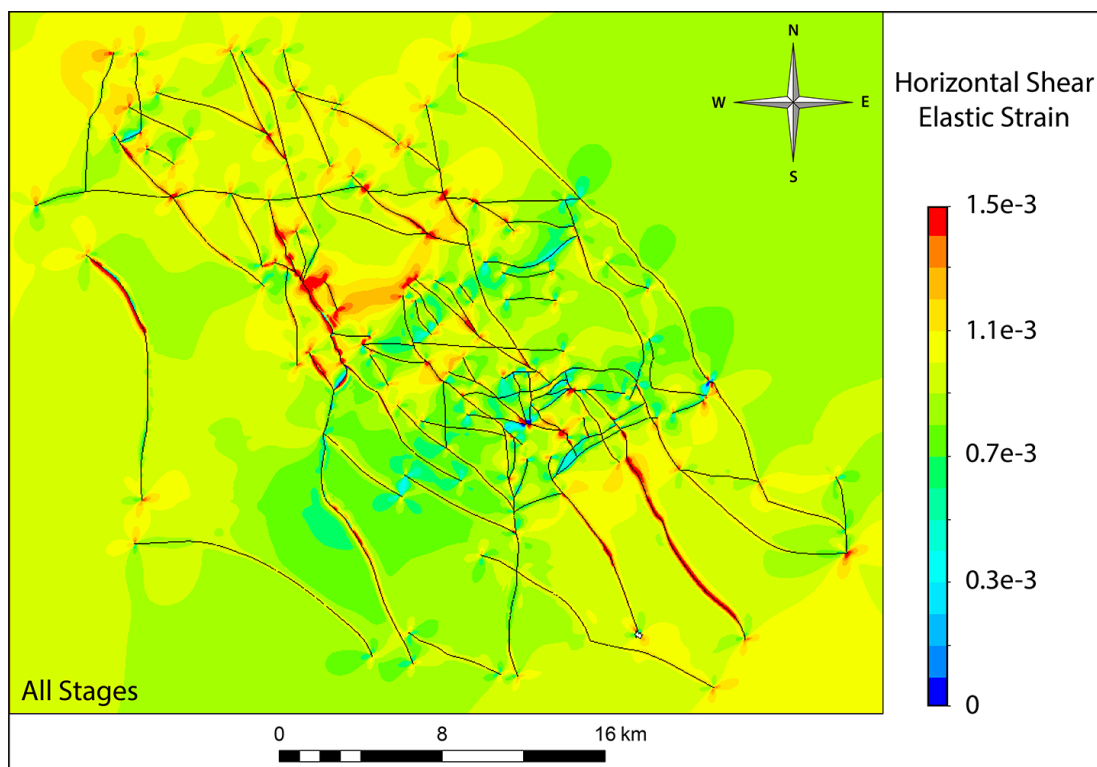 N
W E
S
Horizontal Shear
Elastic Strain
1.5e-3
1.1e-3
0.7e-3
0.3e-3
0
All Stages
0 8 16 km